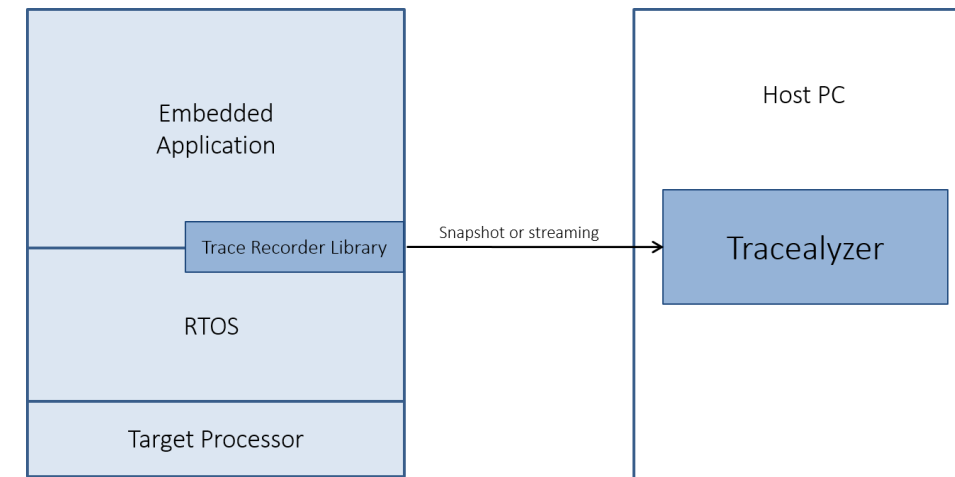 Embedded
Application
Trace Recorder Library
RTOS
Target Processor
Snapshot or streaming
Host PC
Tracealyzer